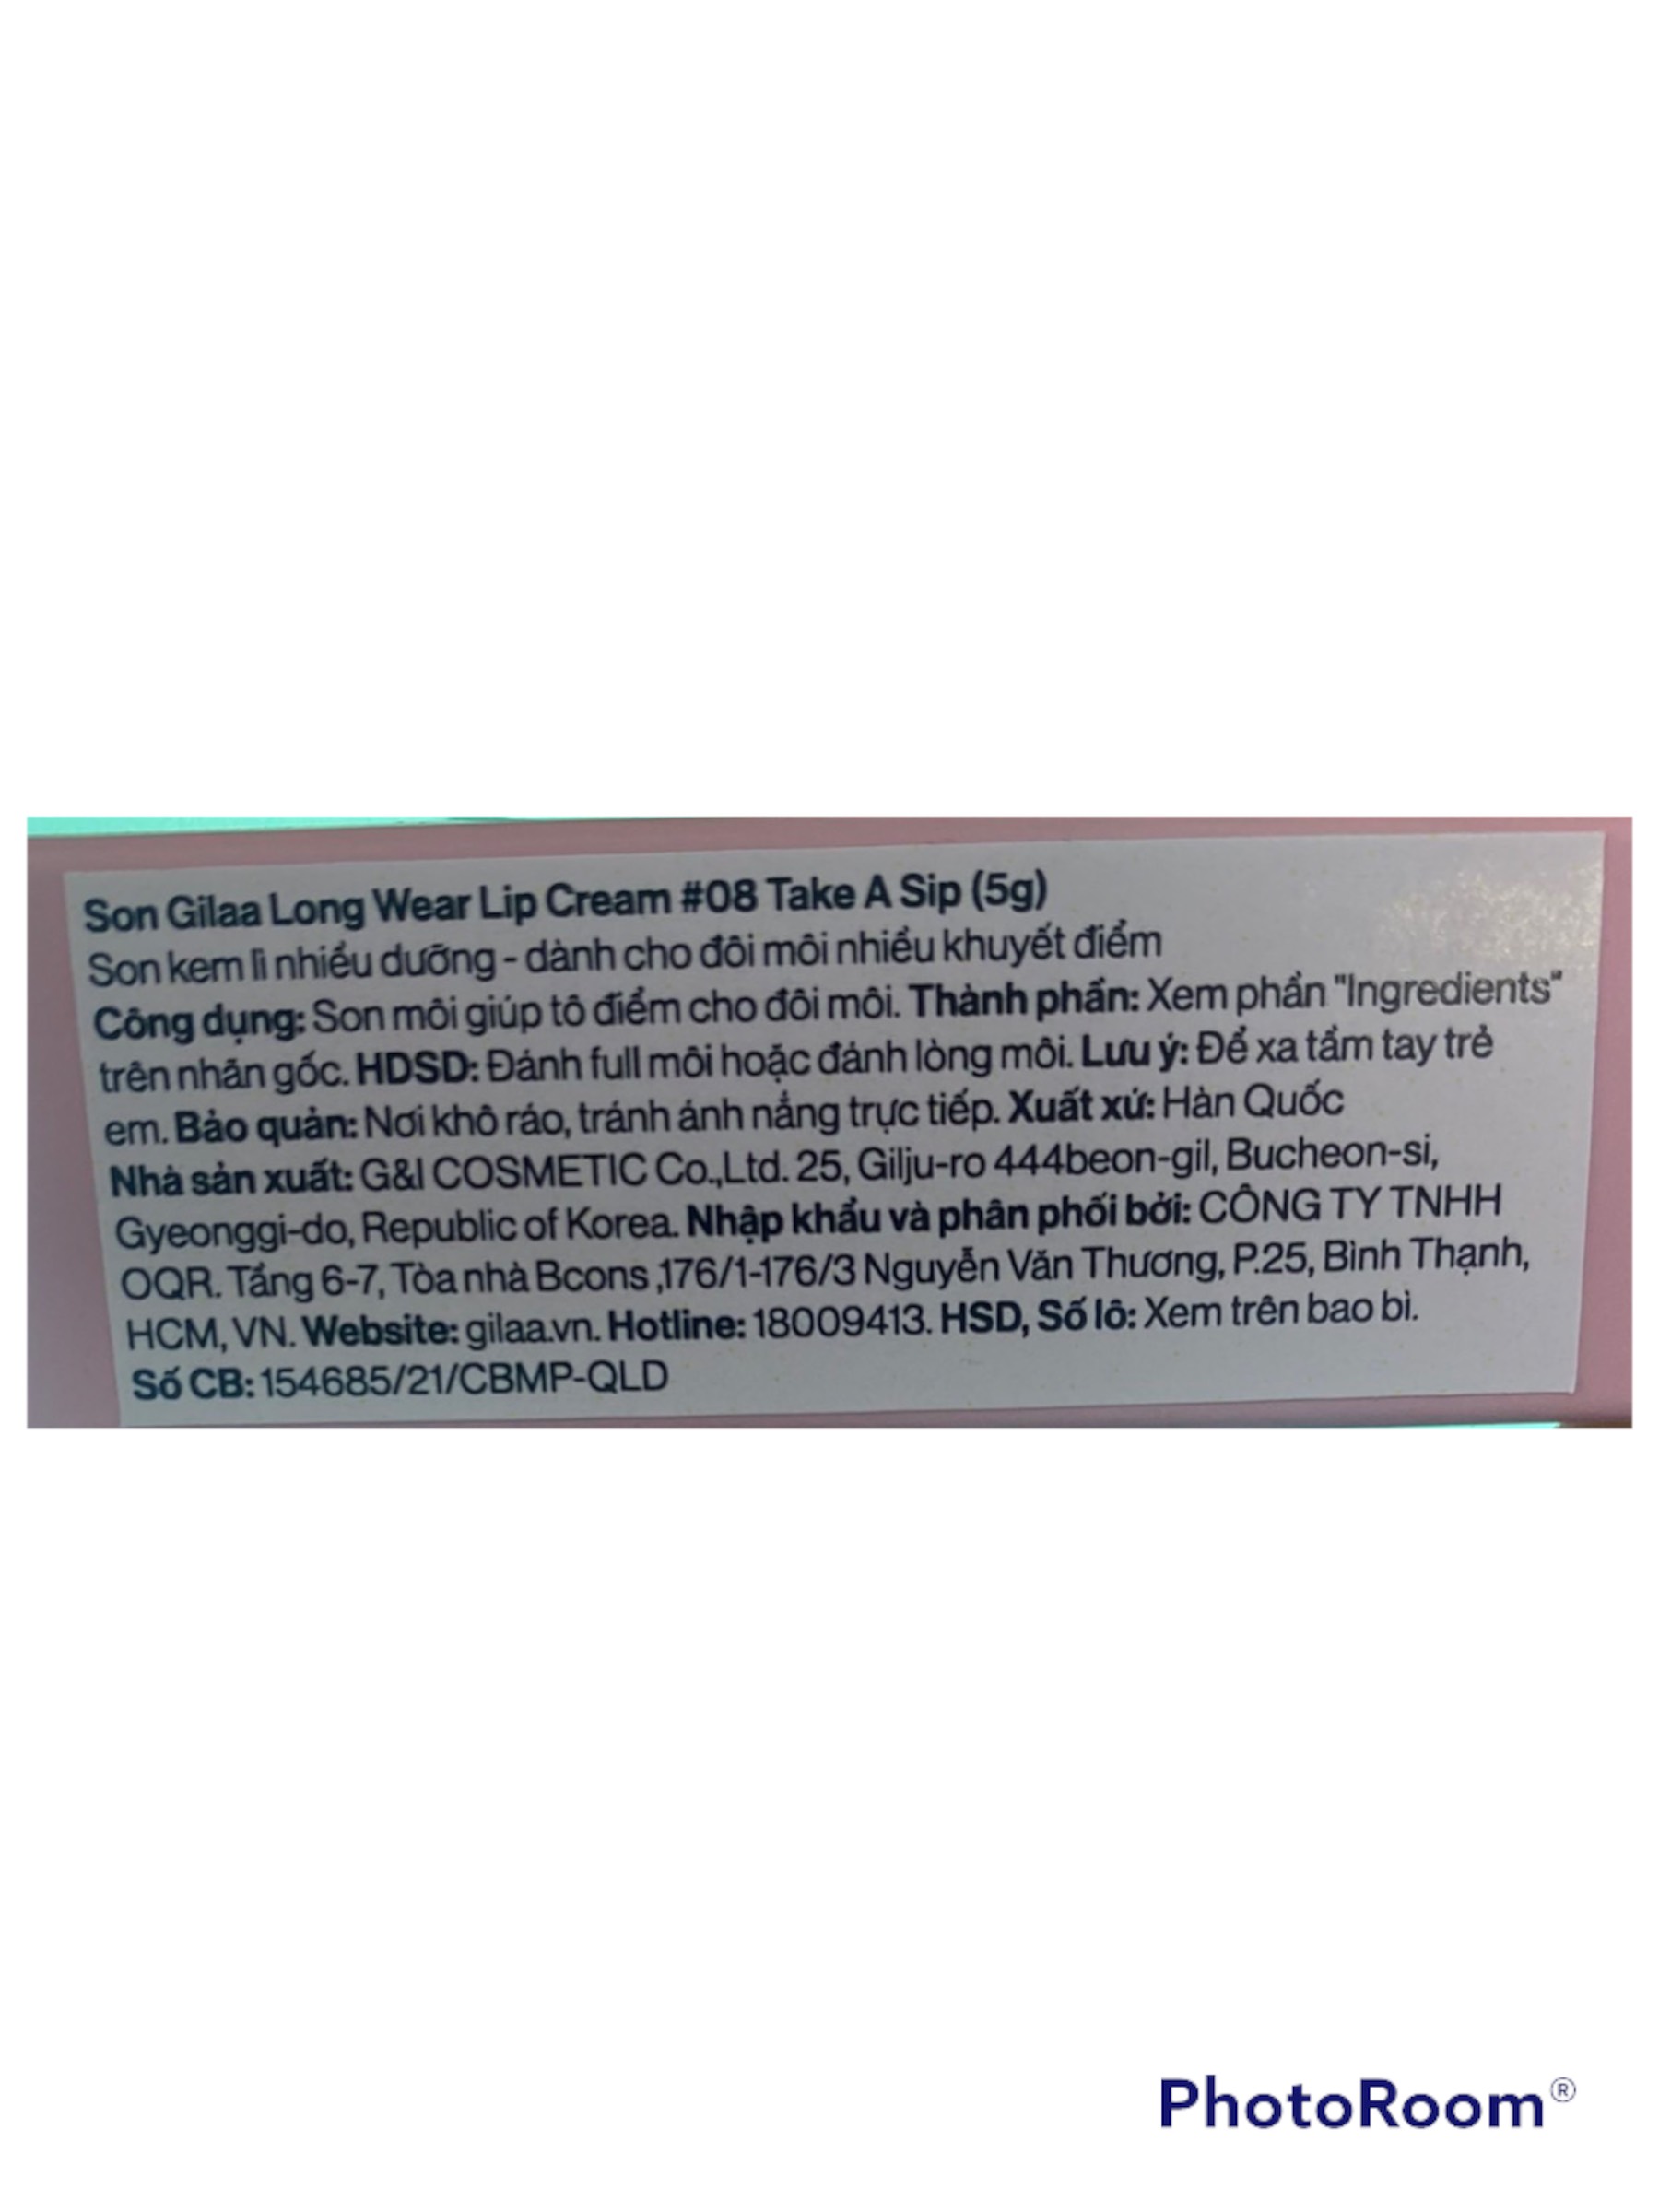 Son Gilaa Long Wear Lip Cream #08 Take A Sip (5g)
Son kem lì nhiều dưỡng - dành cho đôi môi nhiều khuyết điểm
Công dụng: Son môi giúp tô điểm cho đôi môi. Thành phần: Xem phần "Ingredients"
trên nhãn gốc. HDSD: Đánh full môi hoặc đánh lòng môi. Lưu ý: Để xa tầm tay trẻ
em. Bảo quản: Nơi khô ráo, tránh ánh nắng trực tiếp. Xuất xứ: Hàn Quốc
Nhà sản xuất: G&I COSMETIC Co.,Ltd. 25, Gilju-ro 444beon-gil, Bucheon-si,
Gyeonggi-do, Republic of Korea. Nhập khẩu và phân phối bởi: CÔNG TY TNHH
OQR. Tầng 6-7, Tòa nhà Bcons ,176/1-176/3 Nguyễn Văn Thương, P.25, Bình Thạnh,
HCM, VN. Website: gilaa.vn. Hotline: 18009413. HSD, Số lô: Xem trên bao bì.
Số CB: 154685/21/CBMP-QLD
PhotoRoom®